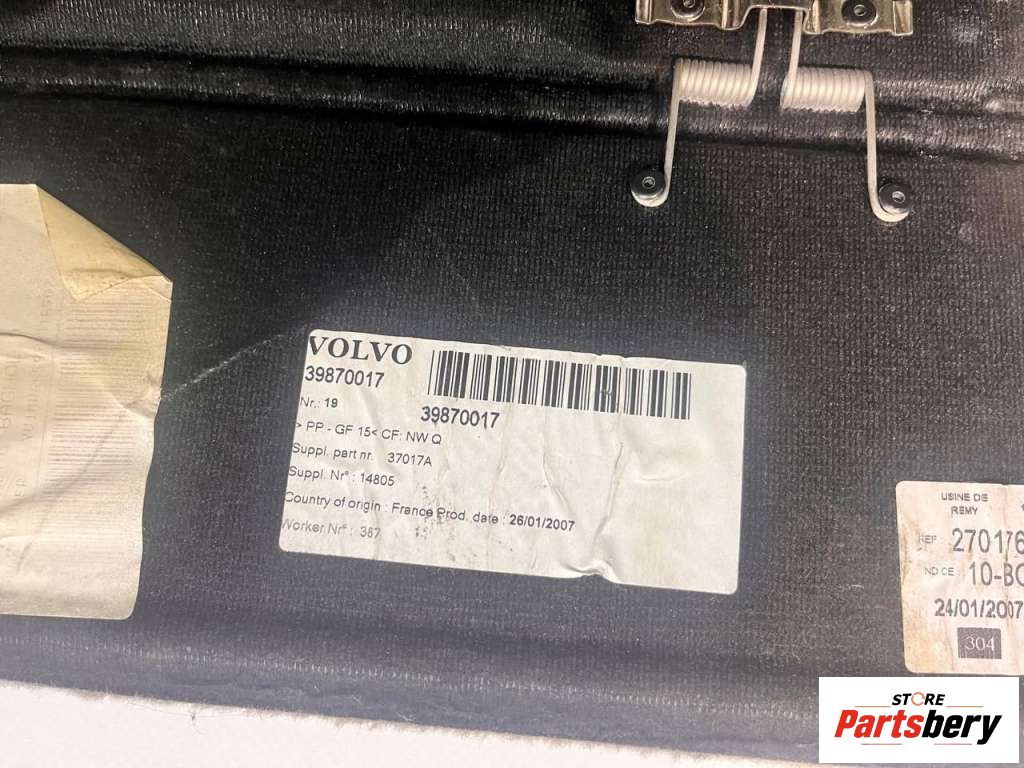 VOLVO
39870017
39870017
Nr.: 19
> PP - GF 15< CF: NW Q
Suppl. part nr. 37017A
Suppl. Nr° : 14805
Country of origin : France Prod. date : 26/01/2007
Worker Nr° : 387
USINE DE
REMY
REF 270176
INDICE 10-BC
24/01/2007
304
STORE
Partsbery